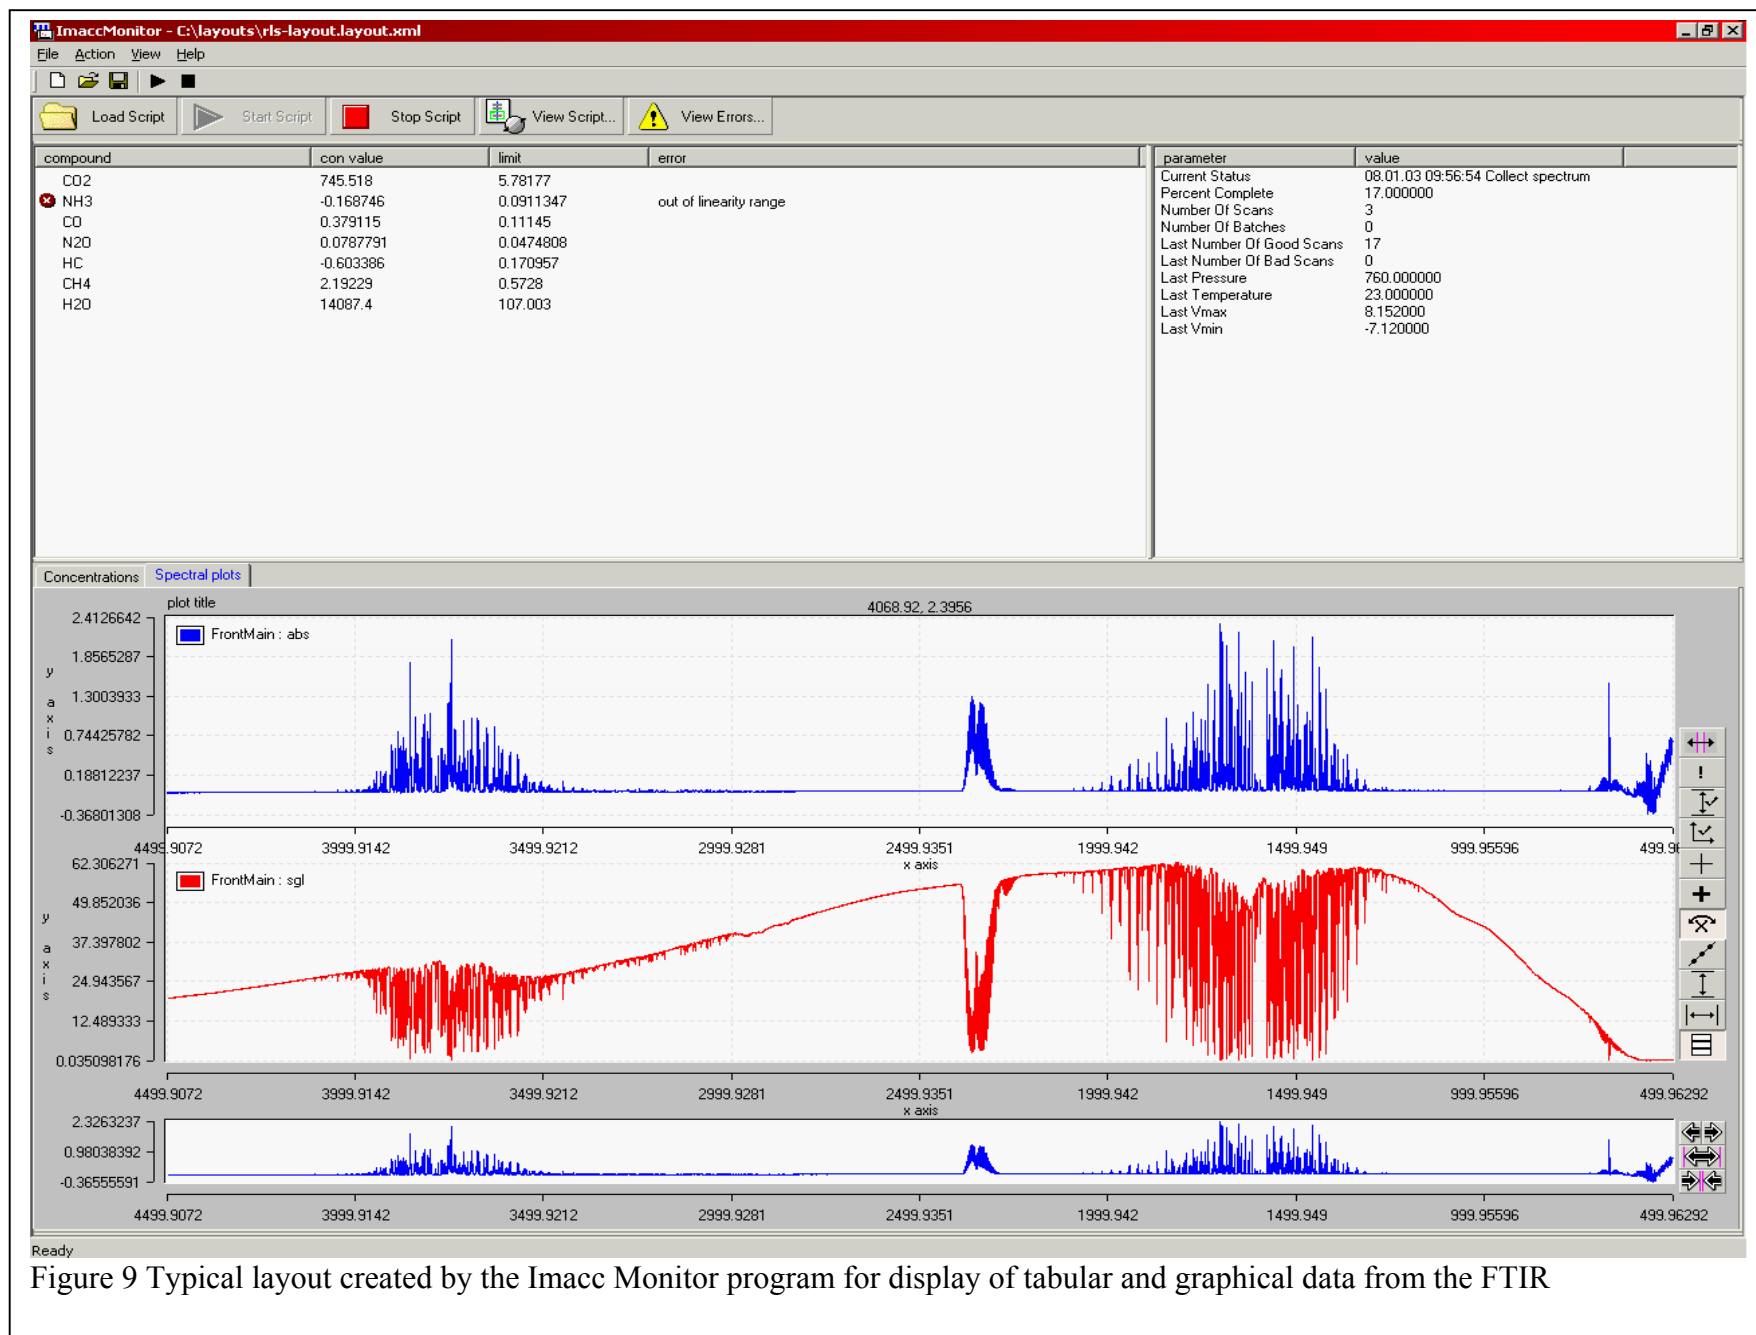 ImaccMonitor - C:\layouts\rls-layout.layout.xml
File Action View Help
Load Script Start Script Stop Script View Script... View Errors...
compound con value limit error
CO2 745.518 5.78177
NH3 -0.168746 0.0911347 out of linearity range
CO 0.379115 0.11145
N2O 0.0787791 0.0474808
HC -0.603386 0.170957
CH4 2.19229 0.5728
H2O 14087.4 107.003
parameter value
Current Status 08.01.03 09:56:54 Collect spectrum
Percent Complete 17.000000
Number Of Scans 3
Number Of Batches 0
Last Number Of Good Scans 17
Last Number Of Bad Scans 0
Last Pressure 760.000000
Last Temperature 23.000000
Last Vmax 8.152000
Last Vmin -7.120000
Concentrations Spectral plots
plot title 4068.92, 2.3956
FrontMain : abs
y axis
2.4126642
1.8565287
1.3003933
0.74425782
0.18812237
-0.36801308
4499.9072 3999.9142 3499.9212 2999.9281 2499.9351 1999.942 1499.949 999.95596 499.96
x axis
FrontMain : sgl
y axis
62.306271
49.852036
37.397802
24.943567
12.489333
0.035098176
4499.9072 3999.9142 3499.9212 2999.9281 2499.9351 1999.942 1499.949 999.95596 499.96292
x axis
2.3263237
0.98038392
-0.36555591
4499.9072 3999.9142 3499.9212 2999.9281 2499.9351 1999.942 1499.949 999.95596 499.96292
Ready
Figure 9 Typical layout created by the Imacc Monitor program for display of tabular and graphical data from the FTIR